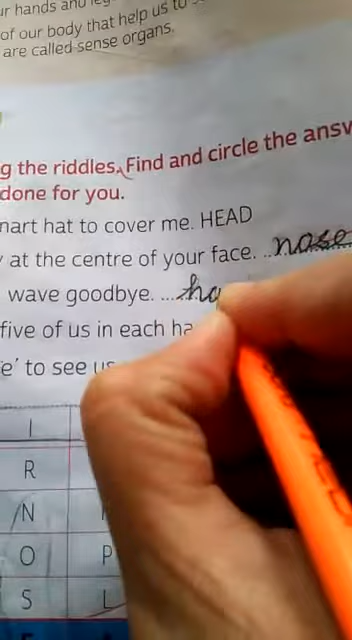 ur hands and
of our body that help us to
are called sense organs.
g the riddles. Find and circle the answ
done for you.
mart hat to cover me. HEAD
y at the centre of your face. ..nose
wave goodbye. ....ha
five of us in each ha
e' to see us
I
R
N
O P
S L